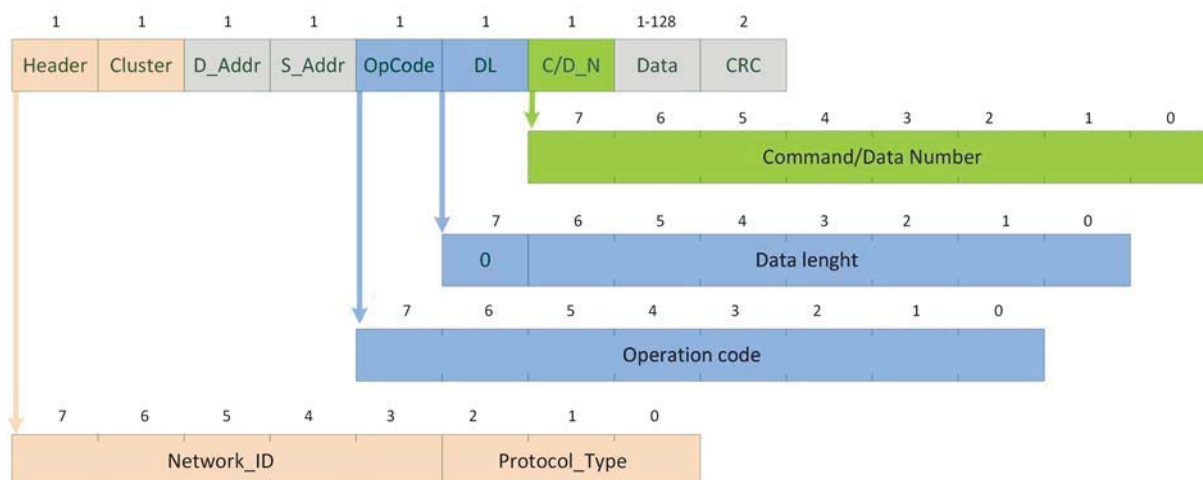 1 1 1 1 1 1 1 1-128 2
Header Cluster D_Addr S_Addr OpCode DL C/D_N Data CRC
7 6 5 4 3 2 1 0
Command/Data Number
7 6 5 4 3 2 1 0
0 Data lenght
7 6 5 4 3 2 1 0
Operation code
7 6 5 4 3 2 1 0
Network_ID Protocol_Type